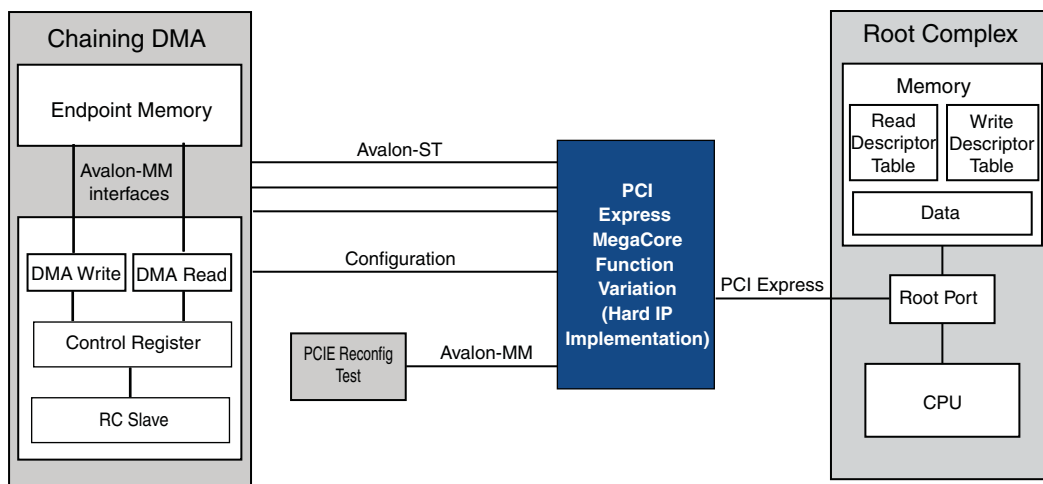 Chaining DMA
Endpoint Memory
Avalon-MM
interfaces
DMA Write
DMA Read
Control Register
RC Slave
Avalon-ST
Configuration
PCIE Reconfig
Test
Avalon-MM
PCI
Express
MegaCore
Function
Variation
(Hard IP
Implementation)
PCI Express
Root Complex
Memory
Read
Descriptor
Table
Write
Descriptor
Table
Data
Root Port
CPU